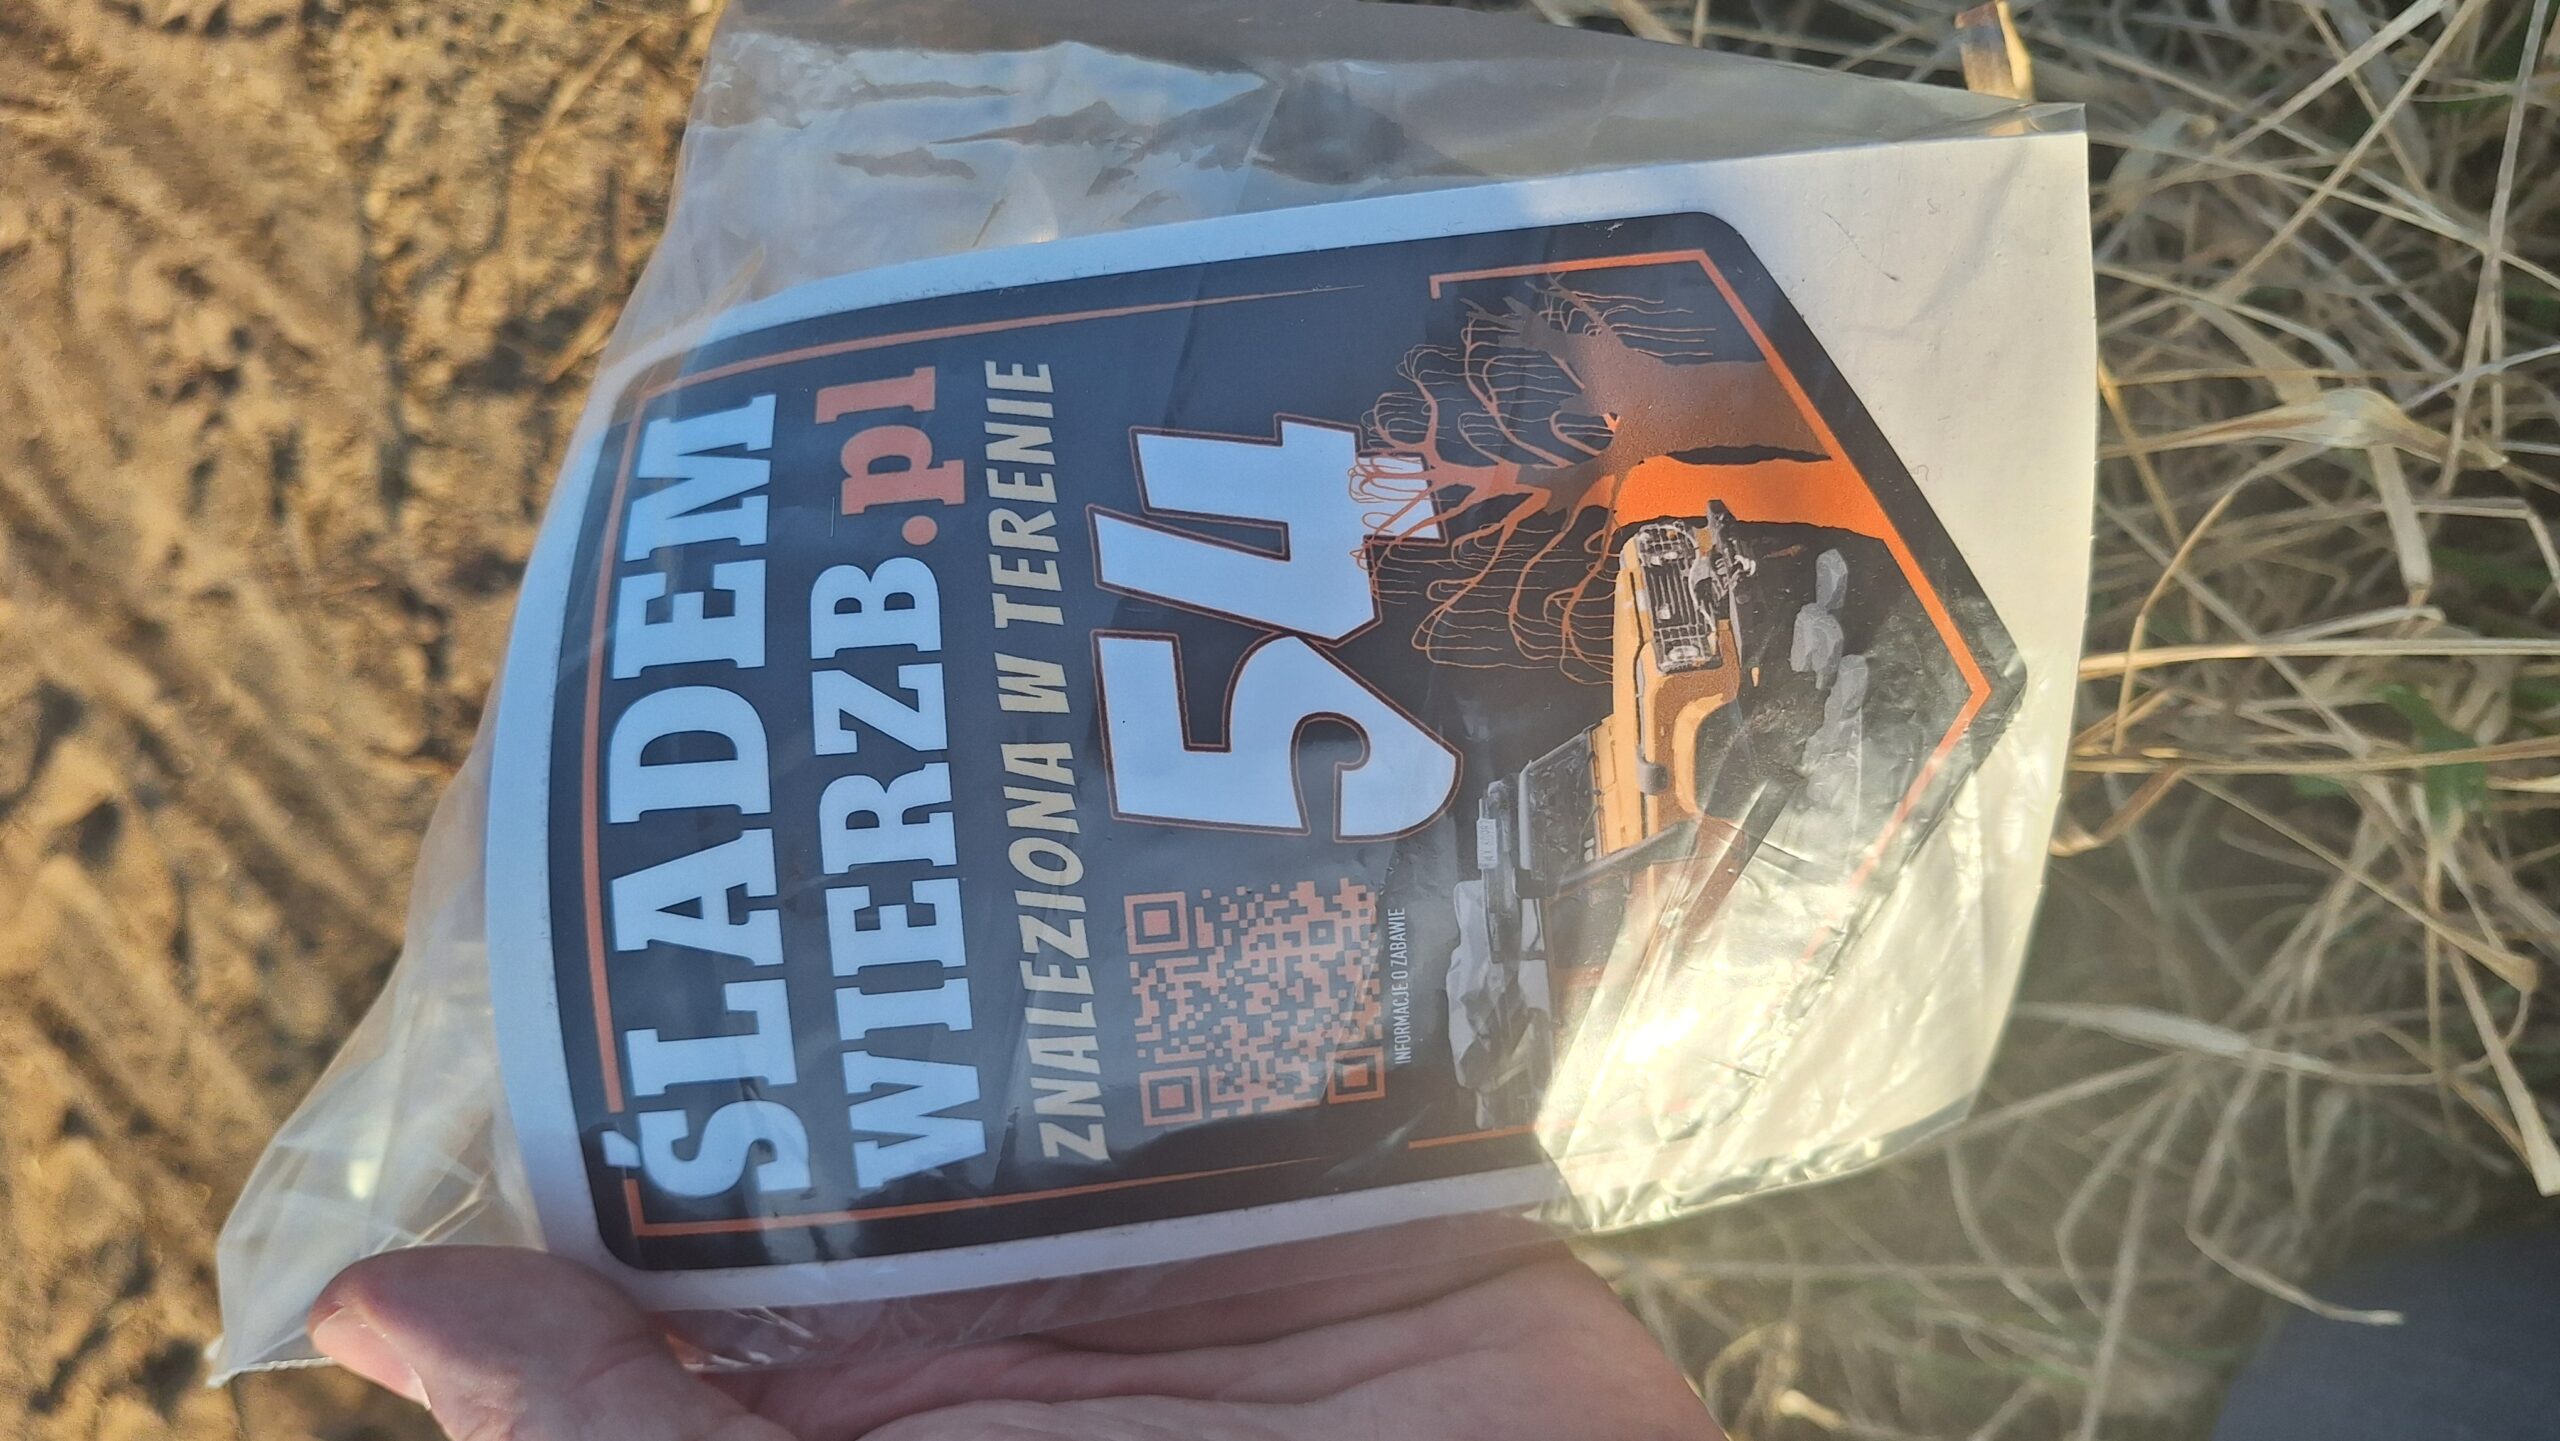 ŚLADEM
WIERZB.pl
ZNALEZIONA W TERENIE
54
INFORMACJE O ZABAWIE